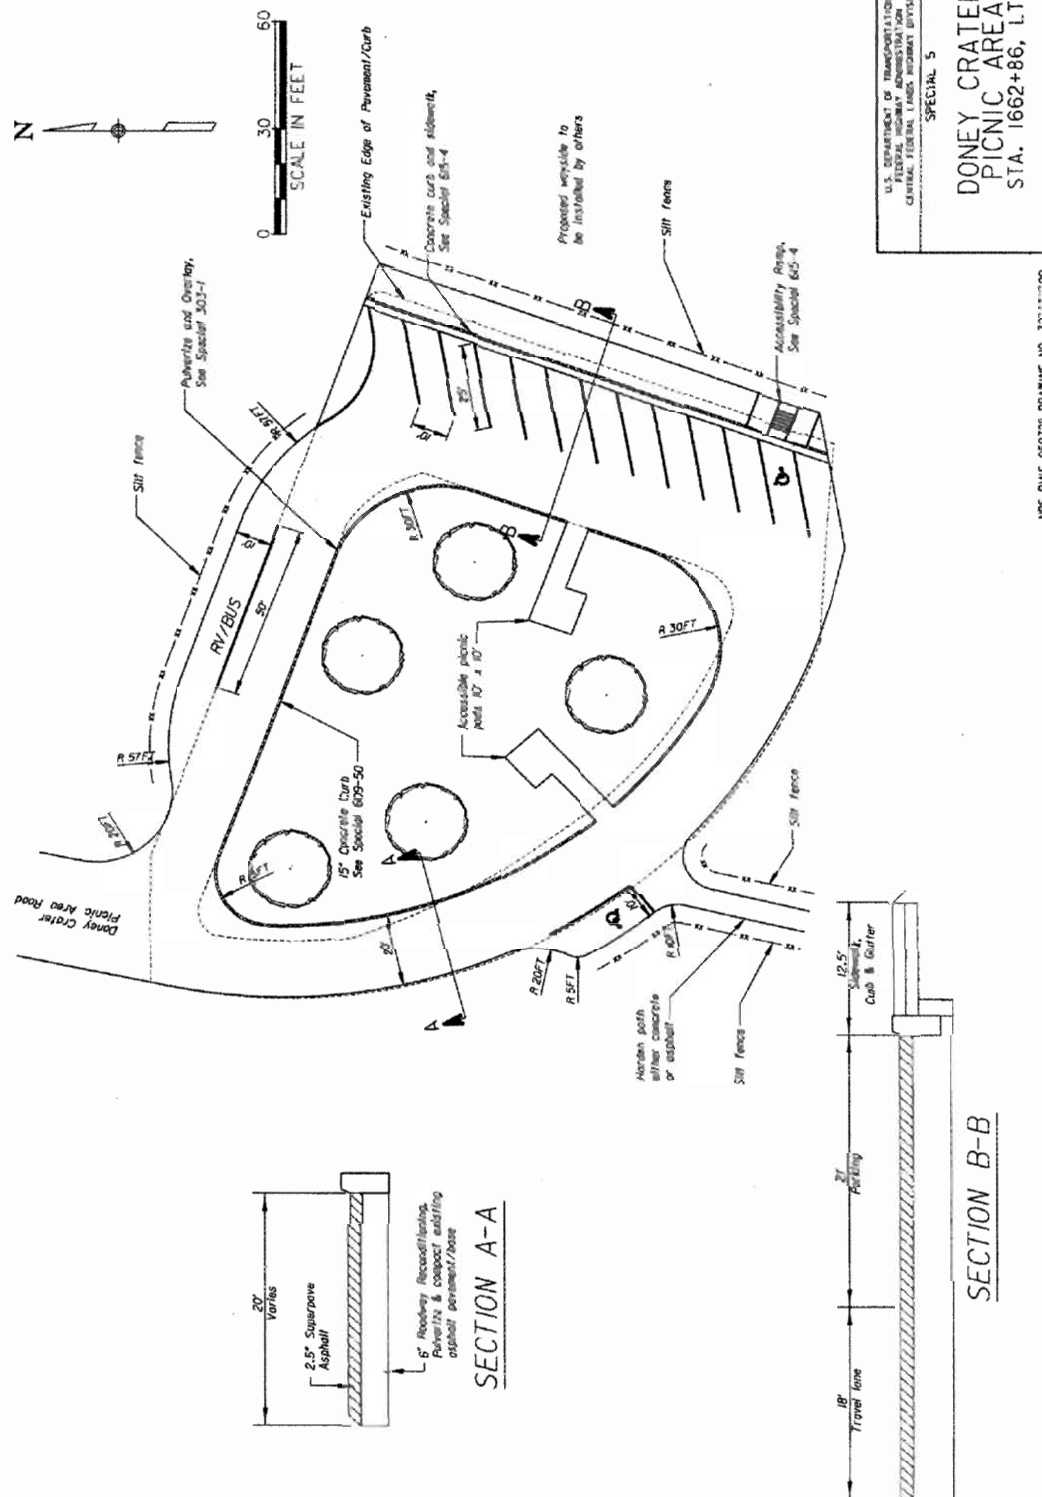 N
0 30 60
SCALE IN FEET
Existing Edge of Pavement/Curb
Concrete curb and sidewalk,
See Special 615-4
Proposed wayside to
be installed by others
Silt fence
Accessibility Ramp,
See Special 615-4
Pulverize and Overlay,
See Special 303-1
Silt fence
R 57FT
10'
25'
RV/BUS
50'
R 30FT
B
B
R 30FT
Accessible picnic
pads 10' x 10'
R 57FT
R 20FT
15" Concrete Curb
See Special 609-50
A
A
20'
Doney Crater
Picnic Area Road
R 20FT
R 5FT
R 10FT
Silt fence
Harden path
either concrete
or asphalt
Silt fence
20'
Varies
2.5" Superpave
Asphalt
6" Roadway Reconditioning,
Pulverize & compact existing
asphalt pavement/base
SECTION A-A
18'
Travel lane
21'
Parking
12.5'
Sidewalk,
Curb & Gutter
SECTION B-B
U.S. DEPARTMENT OF TRANSPORTATION
FEDERAL HIGHWAY ADMINISTRATION
CENTRAL FEDERAL LANDS HIGHWAY
SPECIAL 5
DONEY CRATER
PICNIC AREA
STA. 1662+86, LT